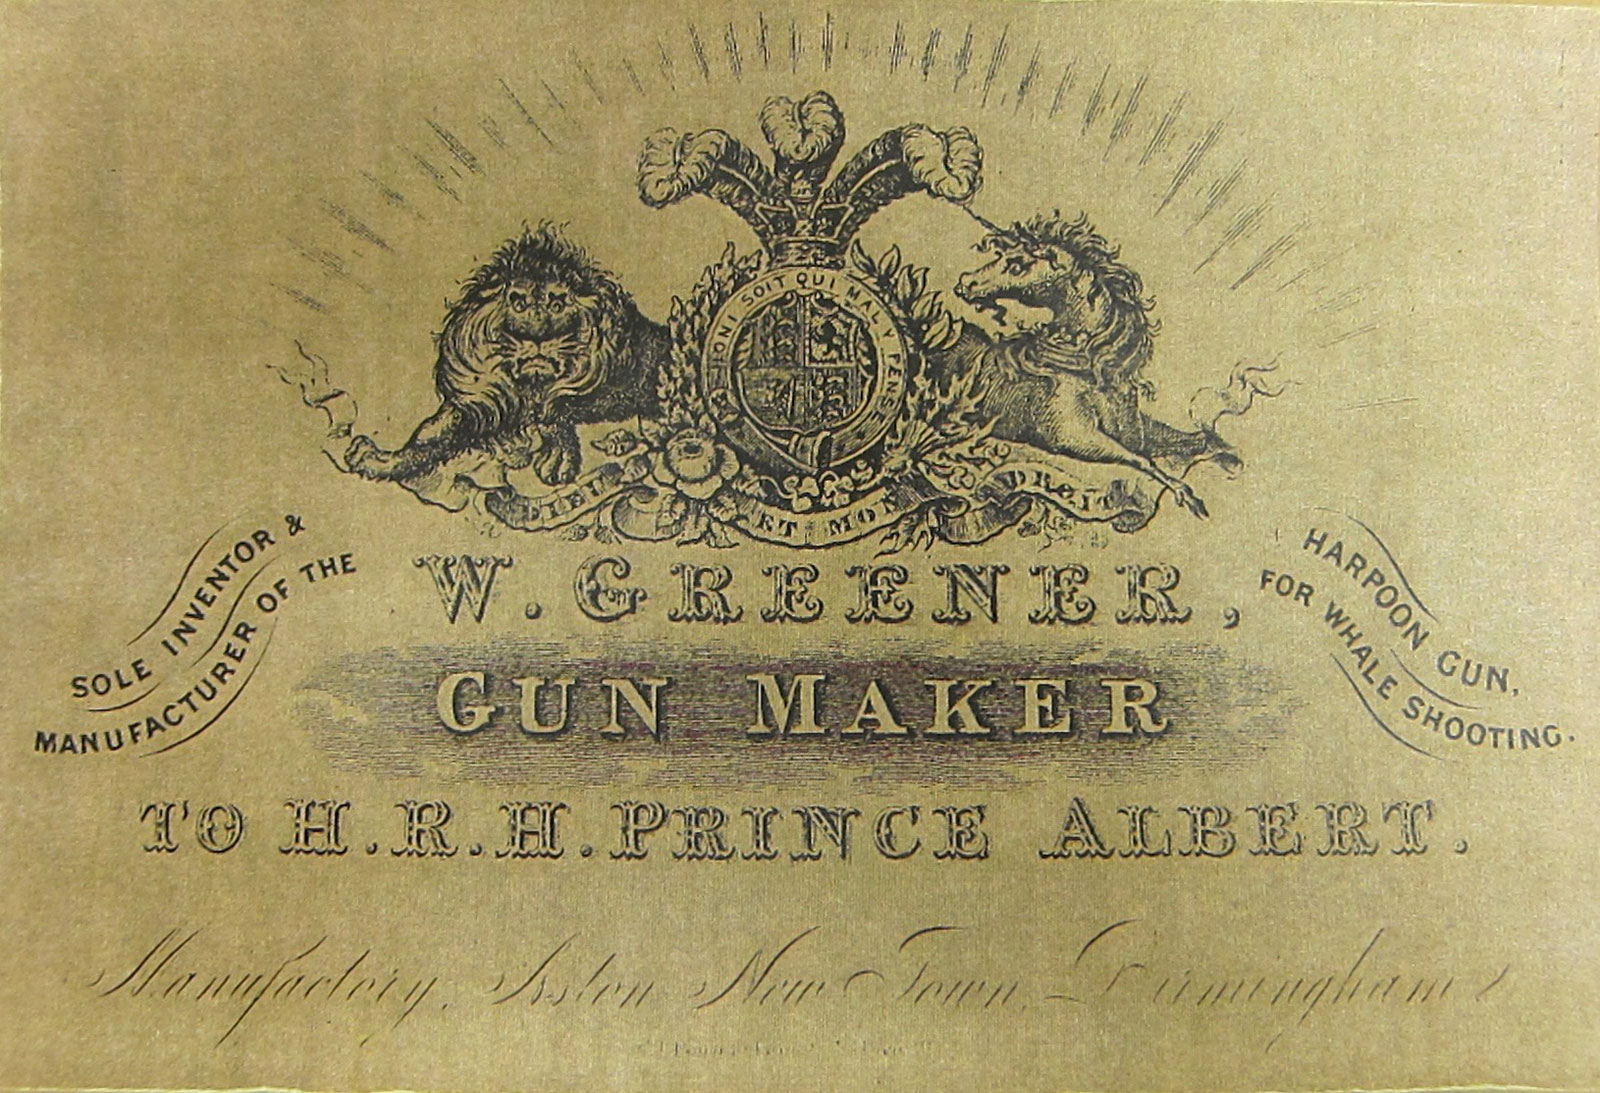 HONI SOIT QUI MAL Y PENSE
DIEU ET MON DROIT
SOLE INVENTOR &
MANUFACTURER OF THE
HARPOON GUN,
FOR WHALE SHOOTING.
W. GREENER,
GUN MAKER
TO H.R.H. PRINCE ALBERT.
Manufactory, Aston New Town, Birmingham